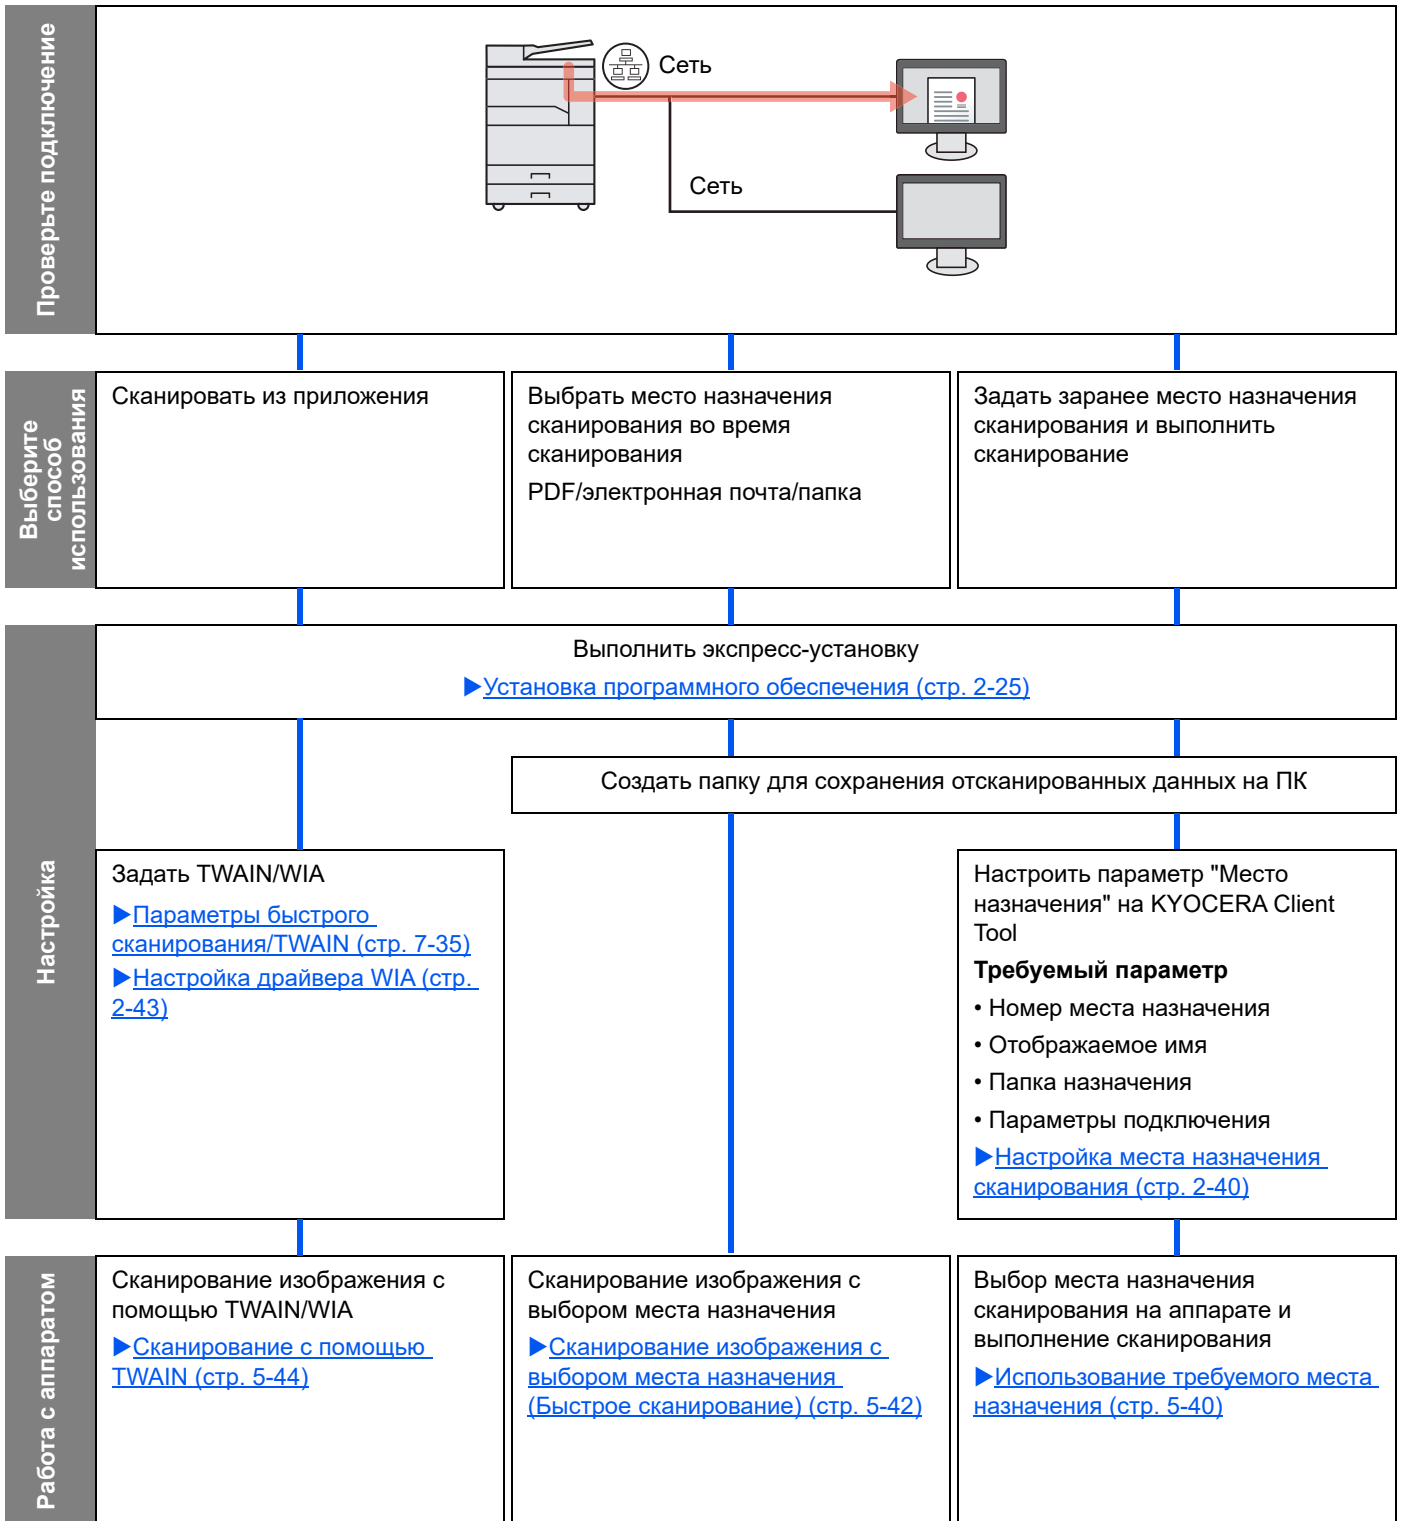 Проверьте подключение
Сеть
Сеть
Выберите
способ
использования
Сканировать из приложения
Выбрать место назначения
сканирования во время
сканирования
PDF/электронная почта/папка
Задать заранее место назначения
сканирования и выполнить
сканирование
Настройка
Выполнить экспресс-установку
▶Установка программного обеспечения (стр. 2-25)
Создать папку для сохранения отсканированных данных на ПК
Задать TWAIN/WIA
▶Параметры быстрого
сканирования/TWAIN (стр. 7-35)
▶Настройка драйвера WIA (стр.
2-43)
Настроить параметр "Место
назначения" на KYOCERA Client
Tool
Требуемый параметр
• Номер места назначения
• Отображаемое имя
• Папка назначения
• Параметры подключения
▶Настройка места назначения
сканирования (стр. 2-40)
Работа с аппаратом
Сканирование изображения с
помощью TWAIN/WIA
▶Сканирование с помощью
TWAIN (стр. 5-44)
Сканирование изображения с
выбором места назначения
▶Сканирование изображения с
выбором места назначения
(Быстрое сканирование) (стр. 5-42)
Выбор места назначения
сканирования на аппарате и
выполнение сканирования
▶Использование требуемого места
назначения (стр. 5-40)